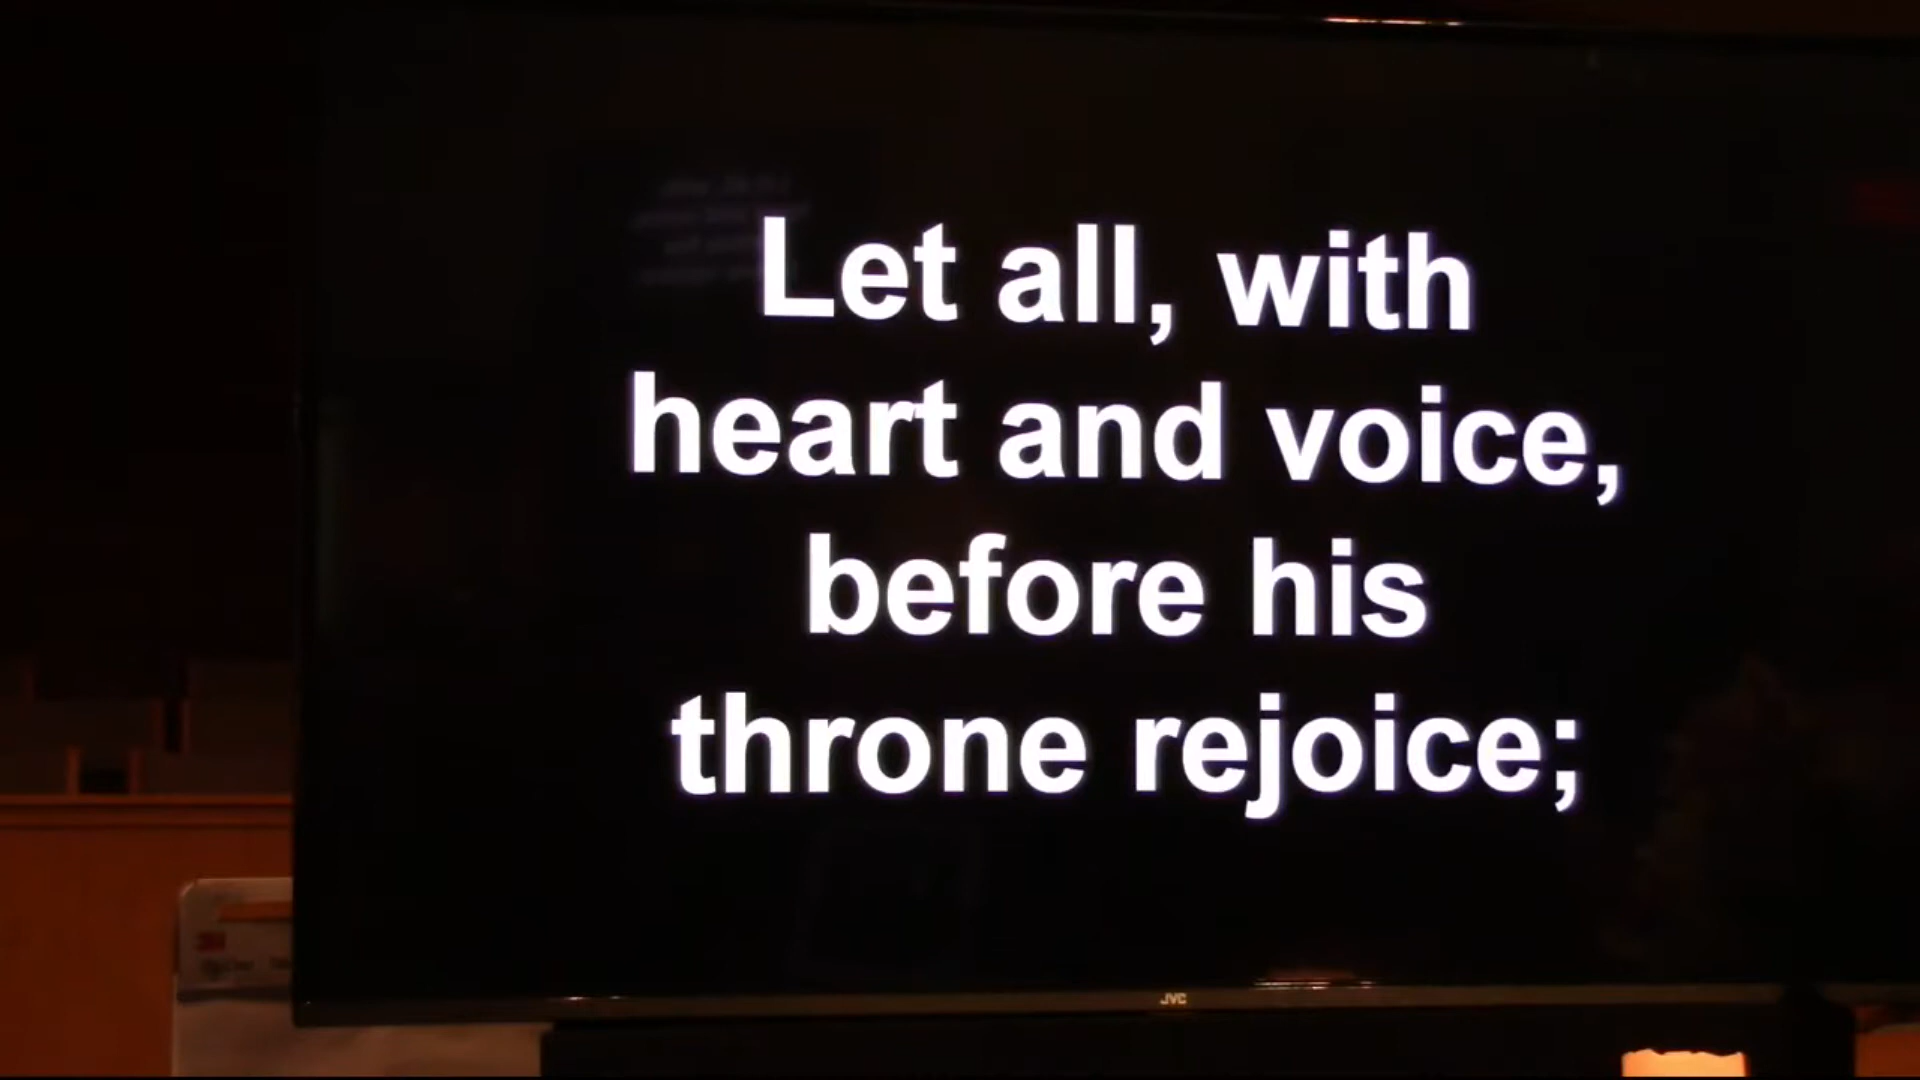 Let all, with
heart and voice,
before his
throne rejoice;
JVC